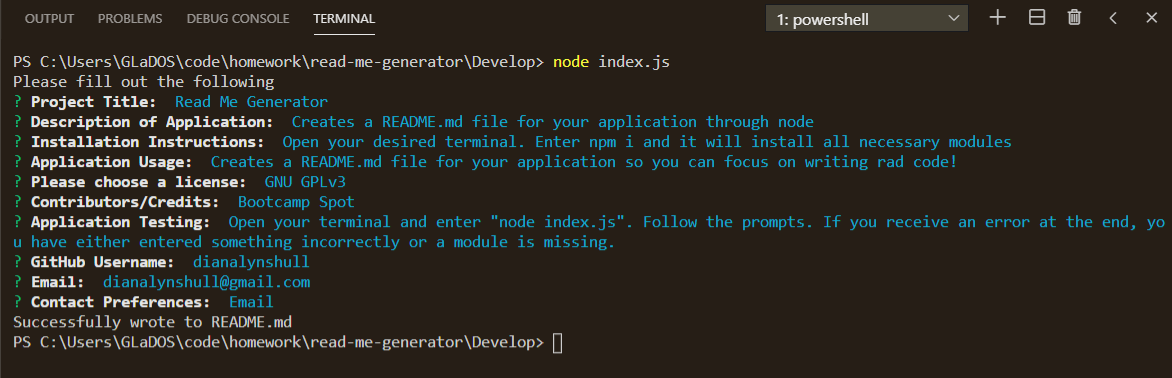 OUTPUT PROBLEMS DEBUG CONSOLE TERMINAL 1: powershell
PS C:\Users\GLaDOS\code\homework\read-me-generator\Develop> node index.js
Please fill out the following
? Project Title:  Read Me Generator
? Description of Application:  Creates a README.md file for your application through node
? Installation Instructions:  Open your desired terminal. Enter npm i and it will install all necessary modules
? Application Usage:  Creates a README.md file for your application so you can focus on writing rad code!
? Please choose a license:  GNU GPLv3
? Contributors/Credits:  Bootcamp Spot
? Application Testing:  Open your terminal and enter "node index.js". Follow the prompts. If you receive an error at the end, yo
u have either entered something incorrectly or a module is missing.
? GitHub Username:  dianalynshull
? Email:  dianalynshull@gmail.com
? Contact Preferences:  Email
Successfully wrote to README.md
PS C:\Users\GLaDOS\code\homework\read-me-generator\Develop>